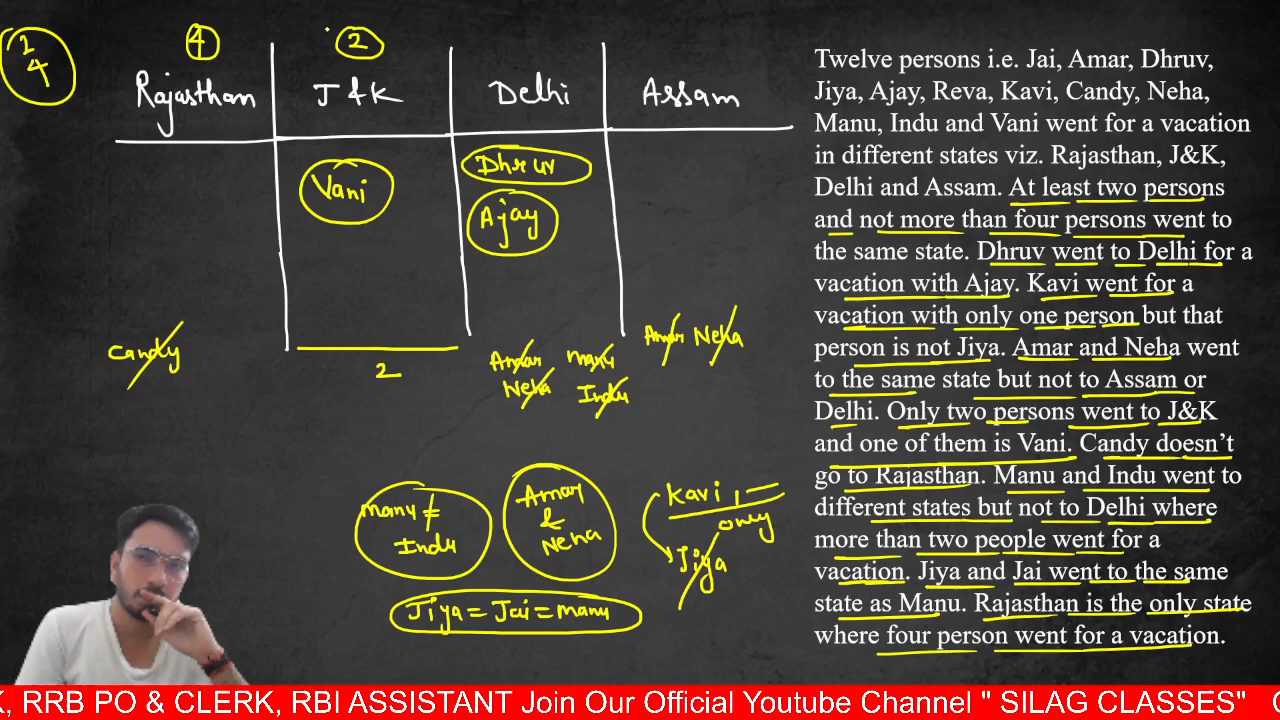 1
4
④
②
Rajasthan
J&K
Delhi
Assam
Vani
Dhruv
Ajay
Candy
2
Amar
Manu
Neha
Indu
Amar Neha
Manu ≠
Indu
Amar
&
Neha
Kavi, =
only
Jiya
Jiya = Jai = Manu
Twelve persons i.e. Jai, Amar, Dhruv,
Jiya, Ajay, Reva, Kavi, Candy, Neha,
Manu, Indu and Vani went for a vacation
in different states viz. Rajasthan, J&K,
Delhi and Assam. At least two persons
and not more than four persons went to
the same state. Dhruv went to Delhi for a
vacation with Ajay. Kavi went for a
vacation with only one person but that
person is not Jiya. Amar and Neha went
to the same state but not to Assam or
Delhi. Only two persons went to J&K
and one of them is Vani. Candy doesn’t
go to Rajasthan. Manu and Indu went to
different states but not to Delhi where
more than two people went for a
vacation. Jiya and Jai went to the same
state as Manu. Rajasthan is the only state
where four person went for a vacation.
K, RRB PO & CLERK, RBI ASSISTANT Join Our Official Youtube Channel " SILAG CLASSES"